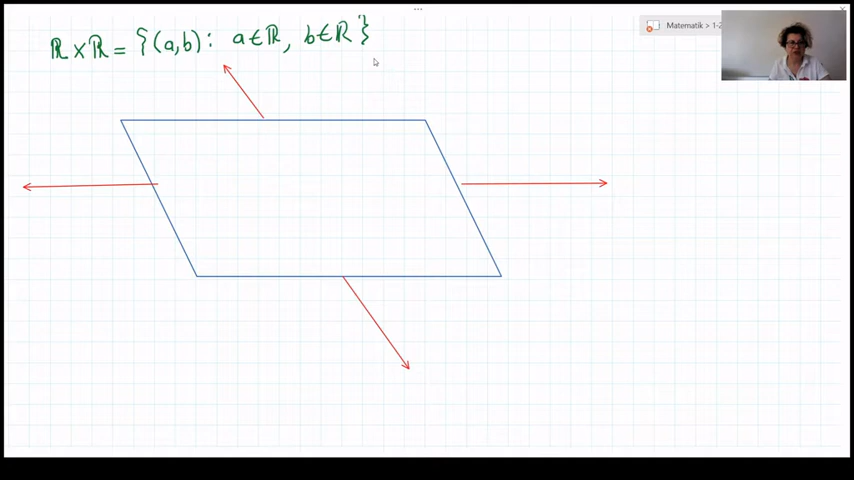 ℝ×ℝ = {(a,b): a∈ℝ, b∈ℝ}
Matematik > 1-2